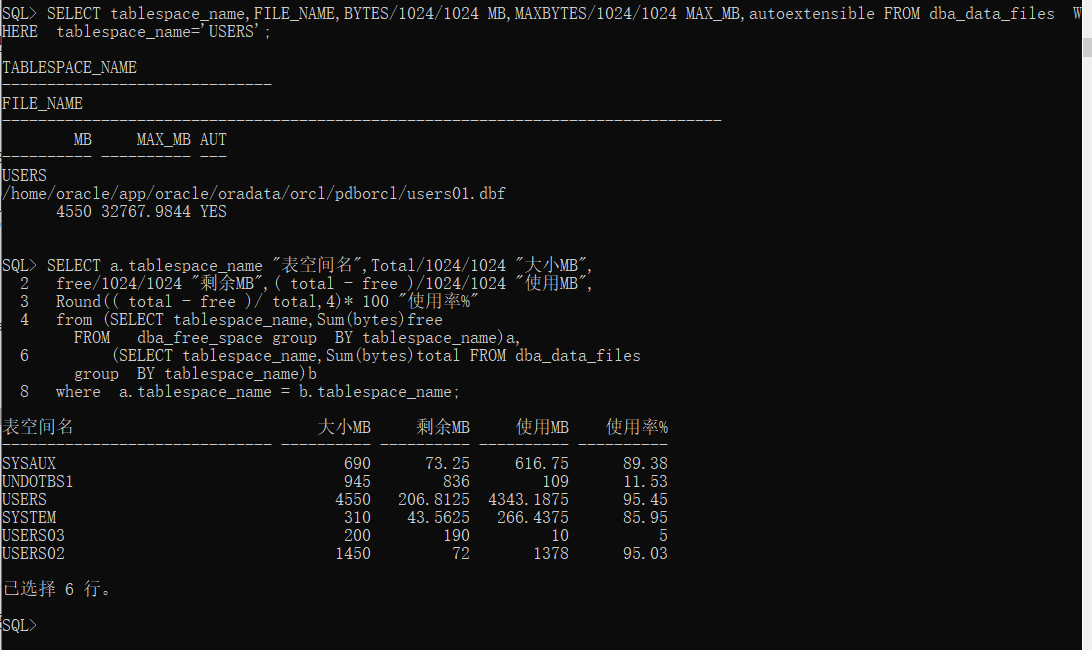 SQL> SELECT tablespace_name,FILE_NAME,BYTES/1024/1024 MB,MAXBYTES/1024/1024 MAX_MB,autoextensible FROM dba_data_files  W
HERE  tablespace_name='USERS';
TABLESPACE_NAME
------------------------------
FILE_NAME
--------------------------------------------------------------------------------
        MB     MAX_MB AUT
---------- ---------- ---
USERS
/home/oracle/app/oracle/oradata/orcl/pdborcl/users01.dbf
      4550 32767.9844 YES
SQL> SELECT a.tablespace_name "表空间名",Total/1024/1024 "大小MB",
  2   free/1024/1024 "剩余MB",( total - free )/1024/1024 "使用MB",
  3   Round(( total - free )/ total,4)* 100 "使用率%"
  4   from (SELECT tablespace_name,Sum(bytes)free
        FROM   dba_free_space group  BY tablespace_name)a,
  6         (SELECT tablespace_name,Sum(bytes)total FROM dba_data_files
        group  BY tablespace_name)b
  8   where  a.tablespace_name = b.tablespace_name;
表空间名                           大小MB     剩余MB     使用MB    使用率%
------------------------------ ---------- ---------- ---------- ----------
SYSAUX                                690      73.25     616.75      89.38
UNDOTBS1                              945        836        109      11.53
USERS                                4550   206.8125  4343.1875      95.45
SYSTEM                                310    43.5625   266.4375      85.95
USERS03                               200        190         10          5
USERS02                              1450         72       1378      95.03
已选择 6 行。
SQL>